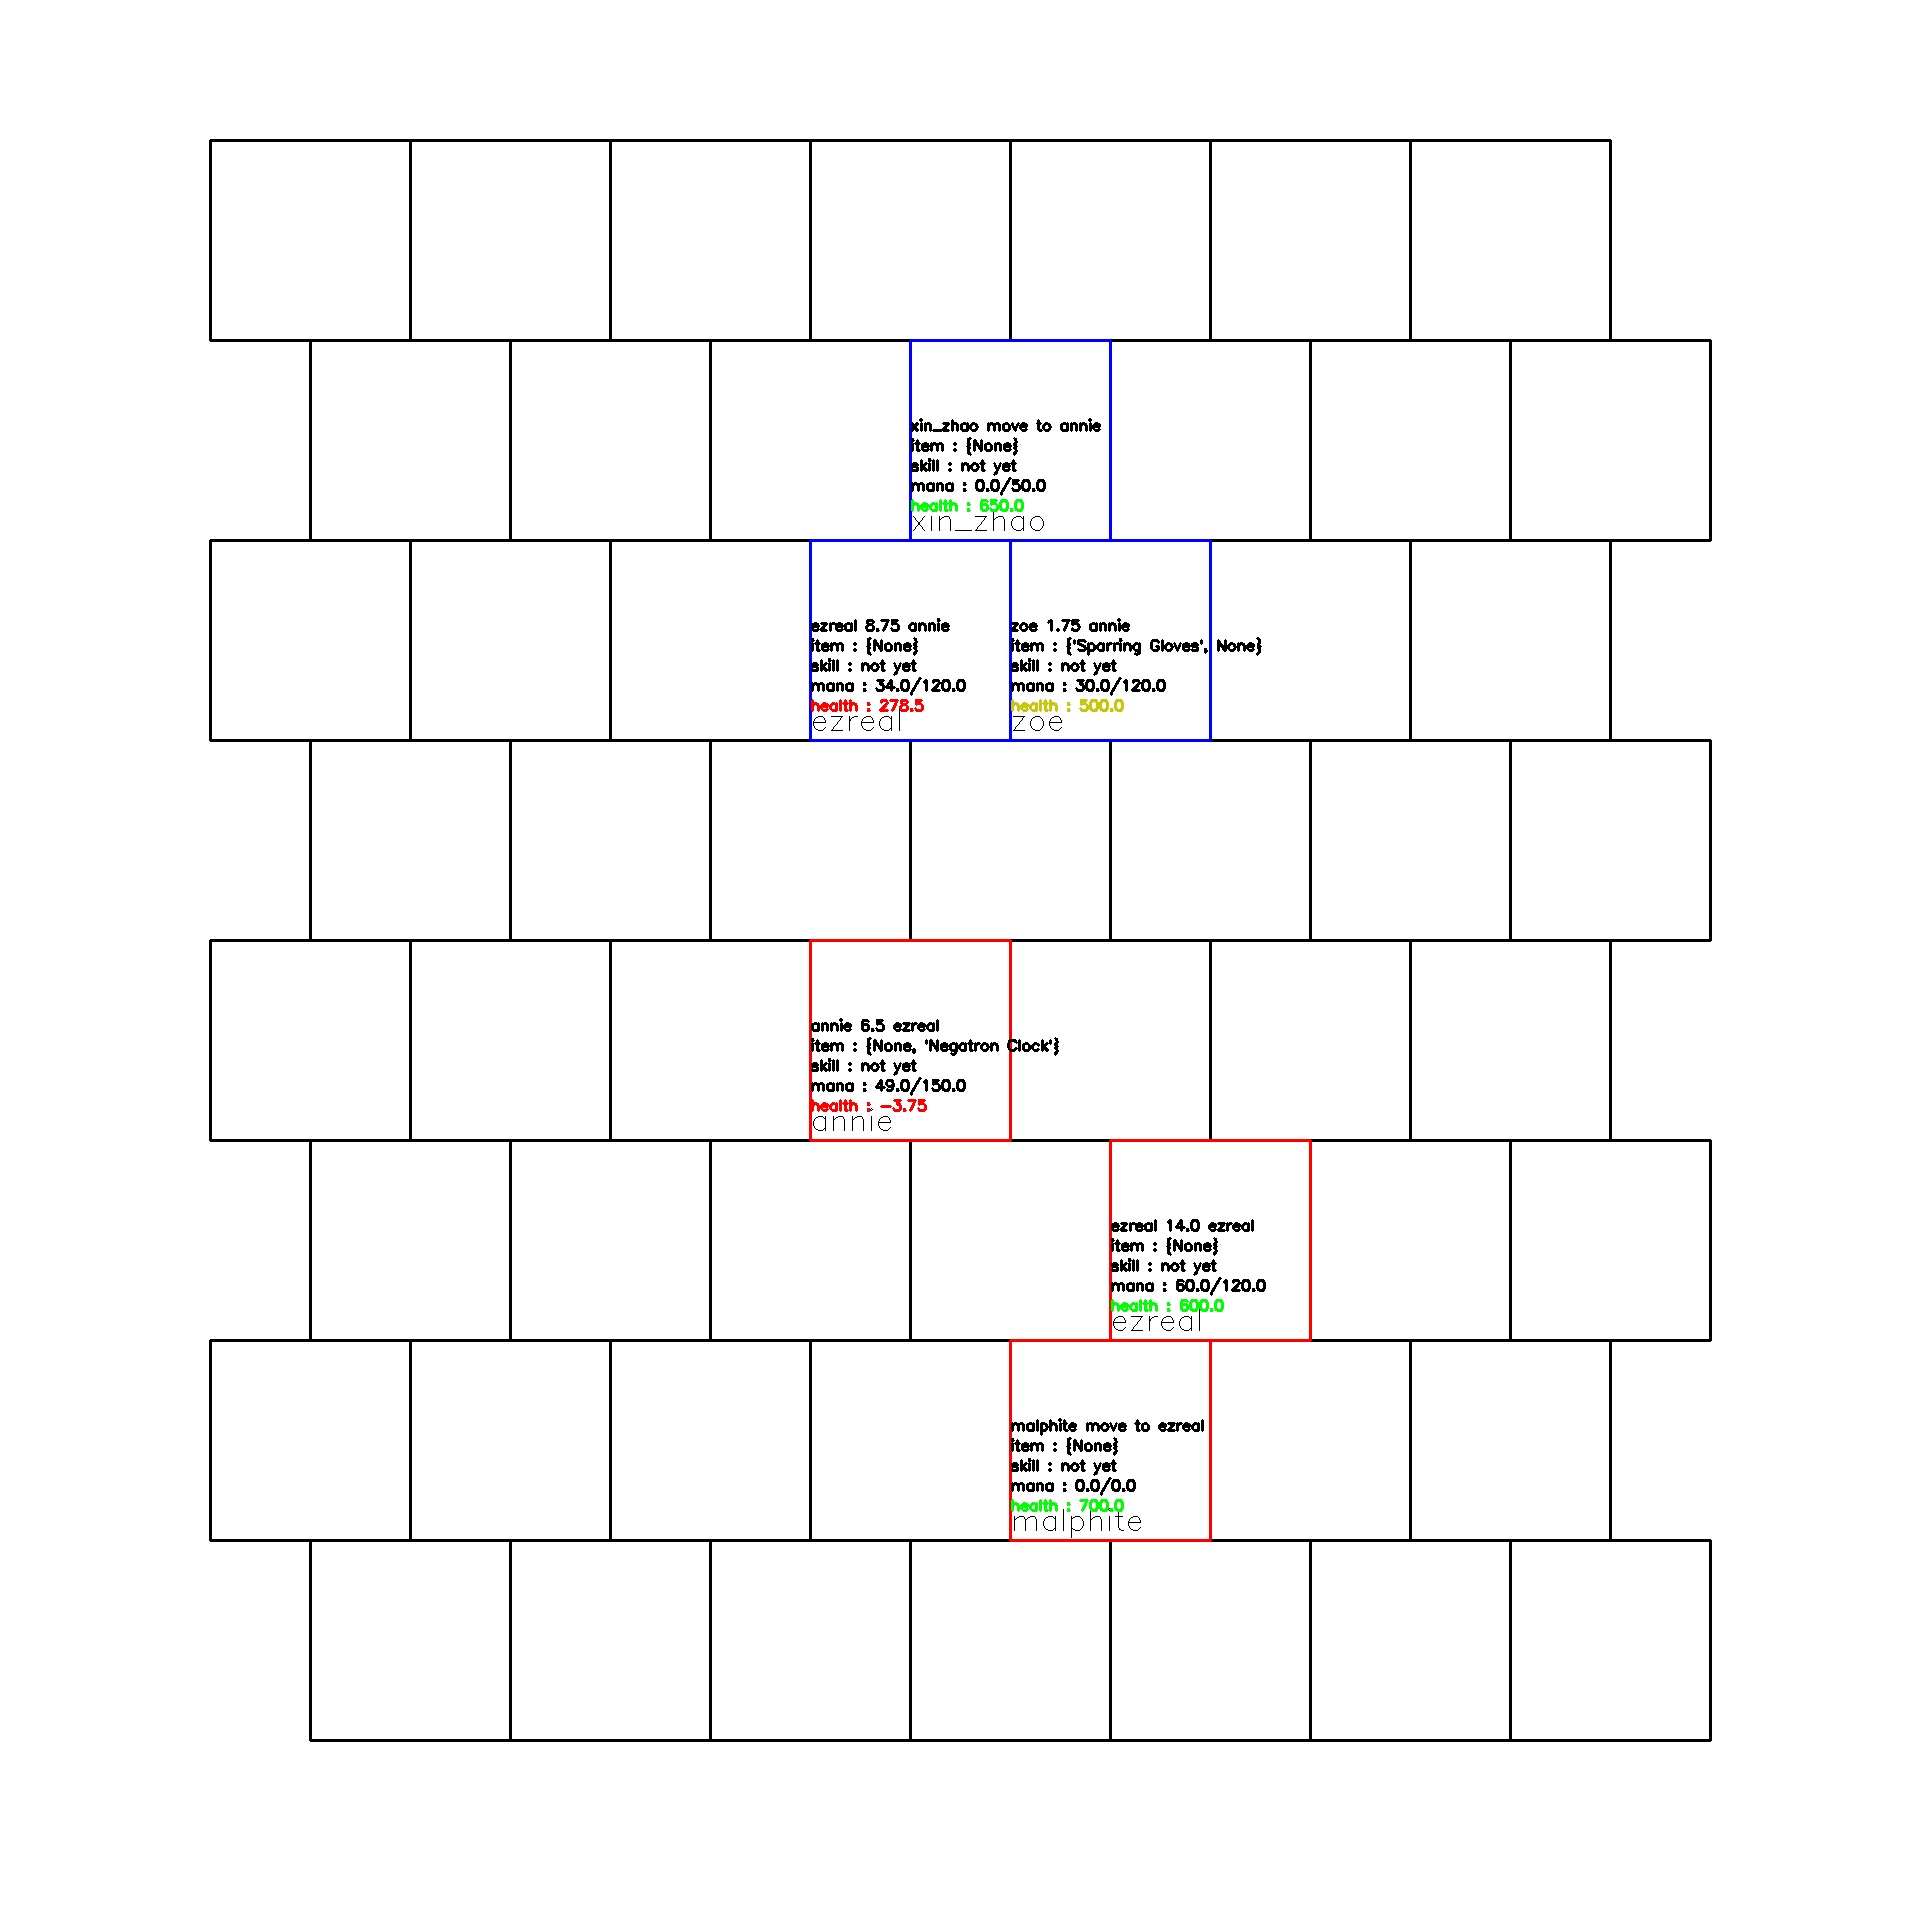 xin_zhao move to annie
item : {None}
skill : not yet
mana : 0.0/50.0
health : 650.0
xin_zhao
ezreal 8.75 annie
item : {None}
skill : not yet
mana : 34.0/120.0
health : 278.5
ezreal
zoe 1.75 annie
item : {'Sparring Gloves', None}
skill : not yet
mana : 30.0/120.0
health : 500.0
zoe
annie 6.5 ezreal
item : {None, 'Negatron Clock'}
skill : not yet
mana : 49.0/150.0
health : -3.75
annie
ezreal 14.0 ezreal
item : {None}
skill : not yet
mana : 60.0/120.0
health : 600.0
ezreal
malphite move to ezreal
item : {None}
skill : not yet
mana : 0.0/0.0
health : 700.0
malphite